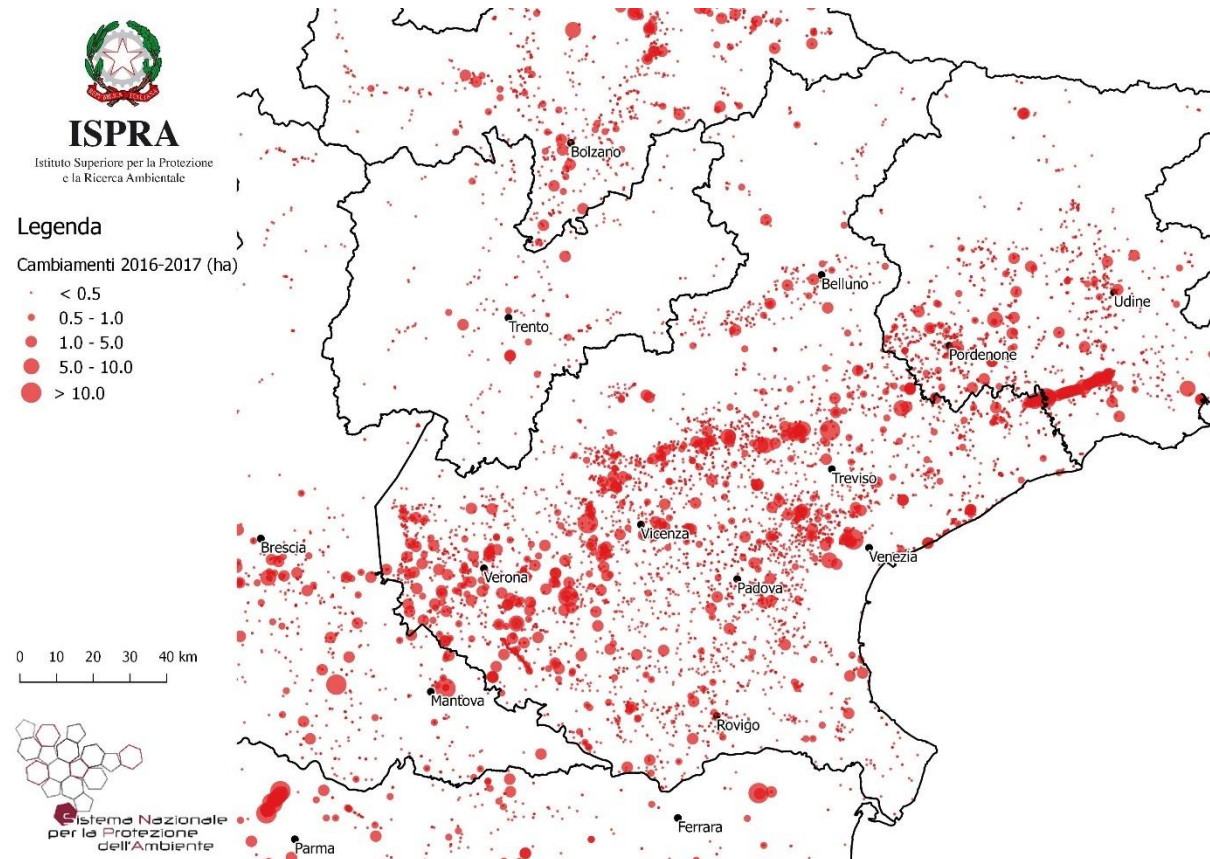 REPVBBLICA ITALIANA
ISPRA
Istituto Superiore per la Protezione
e la Ricerca Ambientale
Legenda
Cambiamenti 2016-2017 (ha)
< 0.5
0.5 - 1.0
1.0 - 5.0
5.0 - 10.0
> 10.0
0 10 20 30 40 km
Sistema Nazionale
per la Protezione
dell'Ambiente
Bolzano
Trento
Belluno
Udine
Pordenone
Treviso
Vicenza
Venezia
Brescia
Verona
Padova
Mantova
Rovigo
Ferrara
Parma